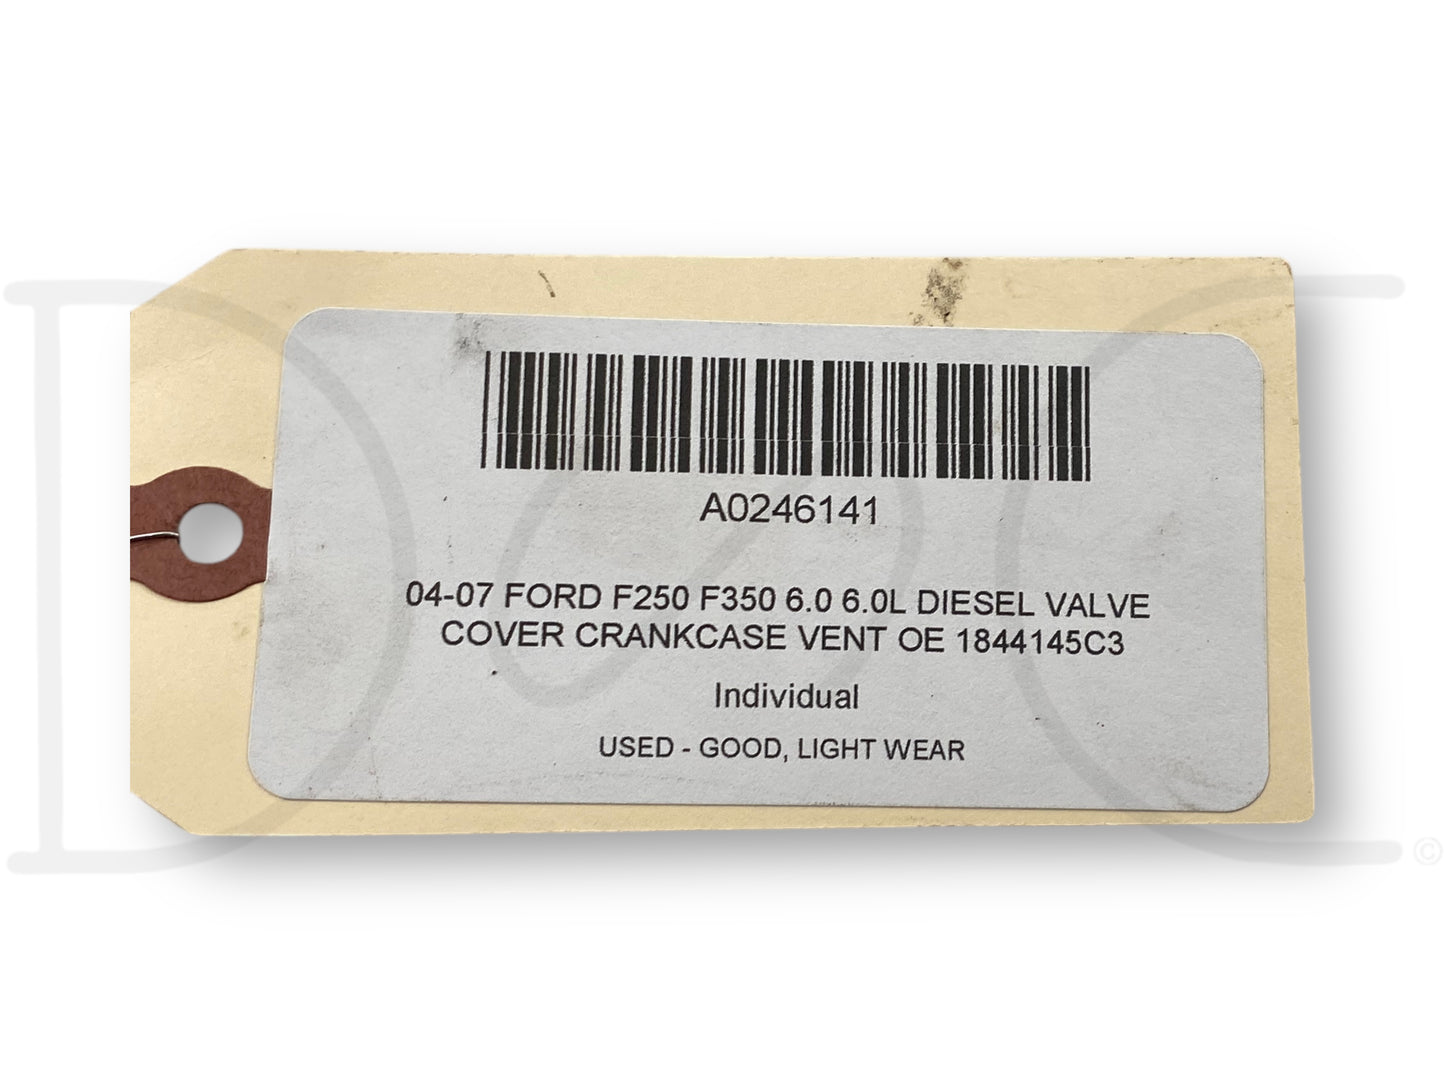 A0246141
04-07 FORD F250 F350 6.0 6.0L DIESEL VALVE
COVER CRANKCASE VENT OE 1844145C3
Individual
USED - GOOD, LIGHT WEAR
DC
©